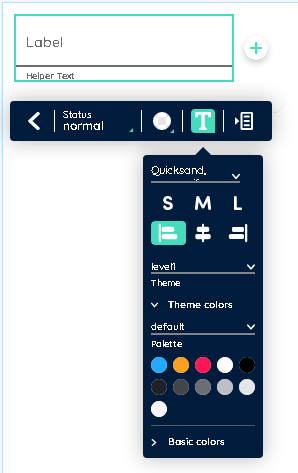 Label
Helper Text
Status
normal
T
Quicksand,
S M L
level1
Theme
Theme colors
default
Palette
Basic colors